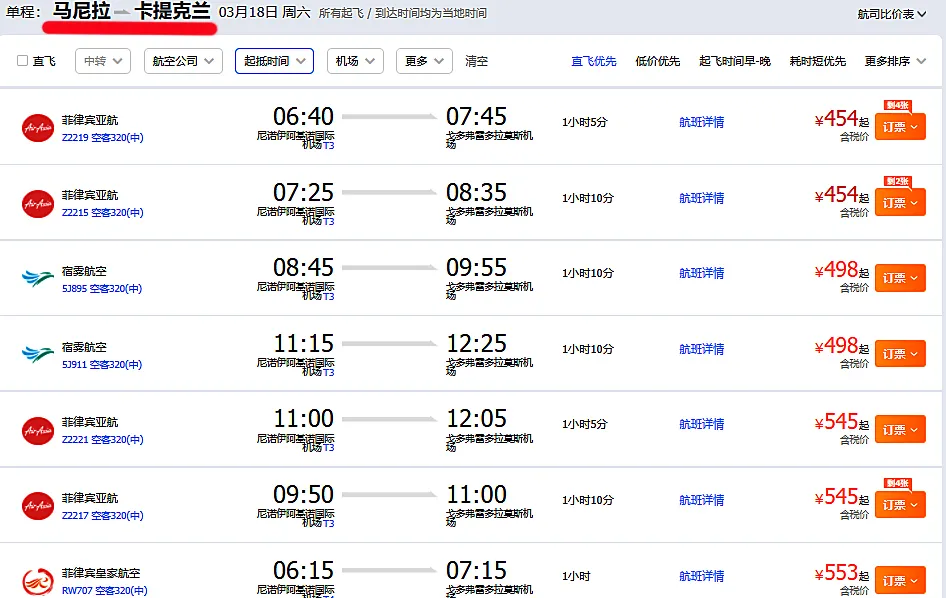 单程： 马尼拉 — 卡提克兰 03月18日 周六 所有起飞 / 到达时间均为当地时间 航司比价表
直飞 中转 航空公司 起抵时间 机场 更多 清空 直飞优先 低价优先 起飞时间早-晚 耗时短优先 更多排序
剩4张
菲律宾亚航 06:40 07:45 1小时5分 航班详情 ¥454起 订票
Z2219 空客320(中) 尼诺伊阿基诺国际机场T3 戈多弗雷多拉莫斯机场 含税价
剩2张
菲律宾亚航 07:25 08:35 1小时10分 航班详情 ¥454起 订票
Z2215 空客320(中) 尼诺伊阿基诺国际机场T3 戈多弗雷多拉莫斯机场 含税价
宿雾航空 08:45 09:55 1小时10分 航班详情 ¥498起 订票
5J895 空客320(中) 尼诺伊阿基诺国际机场T3 戈多弗雷多拉莫斯机场 含税价
宿雾航空 11:15 12:25 1小时10分 航班详情 ¥498起 订票
5J911 空客320(中) 尼诺伊阿基诺国际机场T3 戈多弗雷多拉莫斯机场 含税价
菲律宾亚航 11:00 12:05 1小时5分 航班详情 ¥545起 订票
Z2221 空客320(中) 尼诺伊阿基诺国际机场T3 戈多弗雷多拉莫斯机场 含税价
剩4张
菲律宾亚航 09:50 11:00 1小时10分 航班详情 ¥545起 订票
Z2217 空客320(中) 尼诺伊阿基诺国际机场T3 戈多弗雷多拉莫斯机场 含税价
菲律宾皇家航空 06:15 07:15 1小时 航班详情 ¥553起 订票
RW707 空客320(中) 尼诺伊阿基诺国际 戈多弗雷多拉莫斯机 含税价